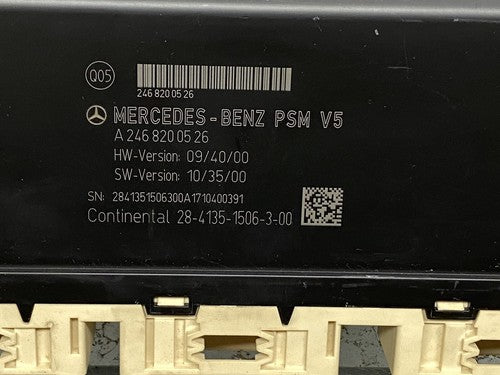 Q05
246 820 05 26
MERCEDES-BENZ PSM V5
A 246 820 05 26
HW-Version: 09/40/00
SW-Version: 10/35/00
SN: 2841351506300A1710400391
Continental 28-4135-1506-3-00